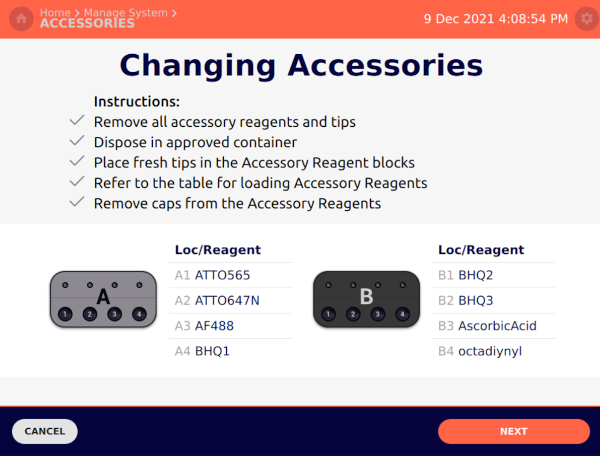 Home > Manage System >
ACCESSORIES
9 Dec 2021 4:08:54 PM
Changing Accessories
Instructions:
Remove all accessory reagents and tips
Dispose in approved container
Place fresh tips in the Accessory Reagent blocks
Refer to the table for loading Accessory Reagents
Remove caps from the Accessory Reagents
A
1 2 3 4
Loc/Reagent
A1 ATTO565
A2 ATTO647N
A3 AF488
A4 BHQ1
B
1 2 3 4
Loc/Reagent
B1 BHQ2
B2 BHQ3
B3 AscorbicAcid
B4 octadiynyl
CANCEL
NEXT